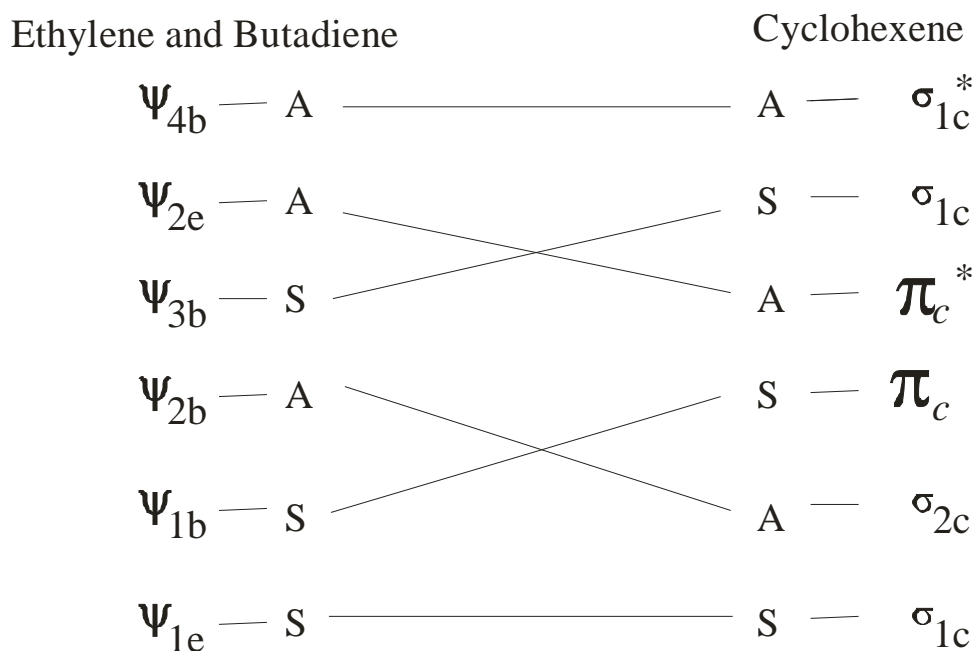 Ethylene and Butadiene Cyclohexene
ψ4b A A σ1c*
ψ2e A S σ1c
ψ3b S A πc*
ψ2b A S πc
ψ1b S A σ2c
ψ1e S S σ1c